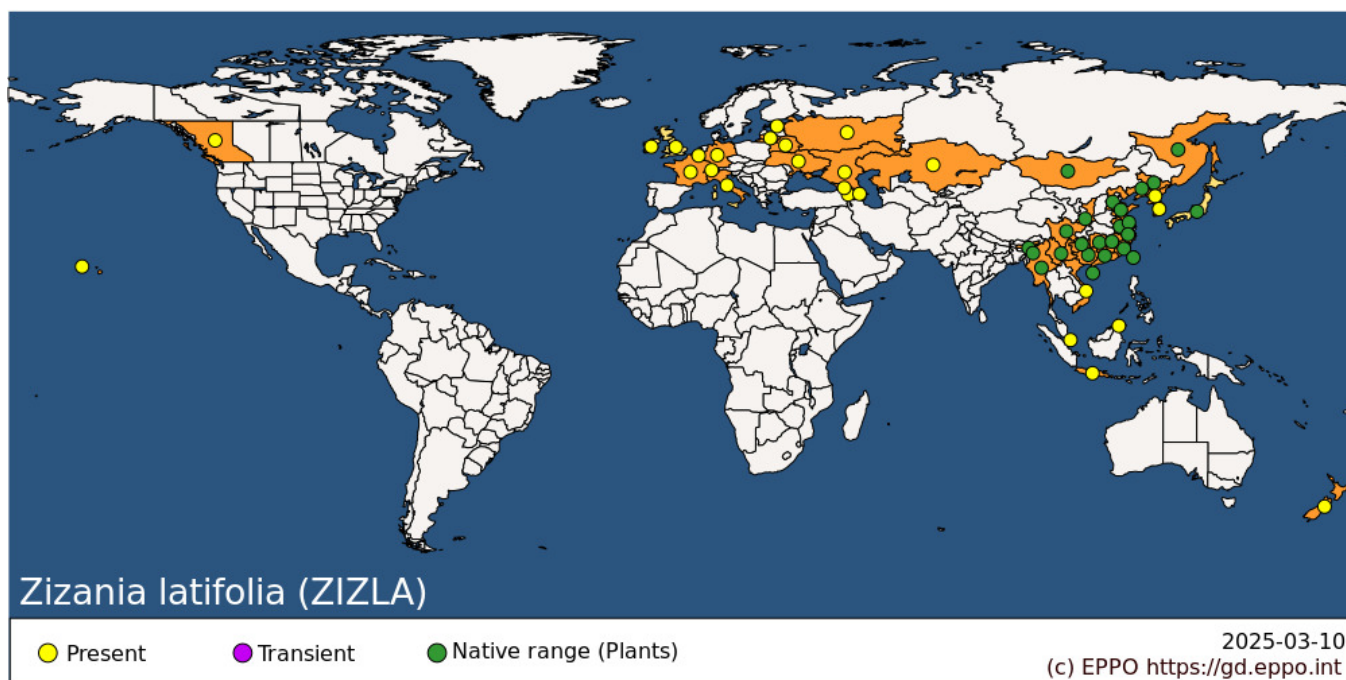 Zizania latifolia (ZIZLA)
Present
Transient
Native range (Plants)
2025-03-10
(c) EPPO https://gd.eppo.int